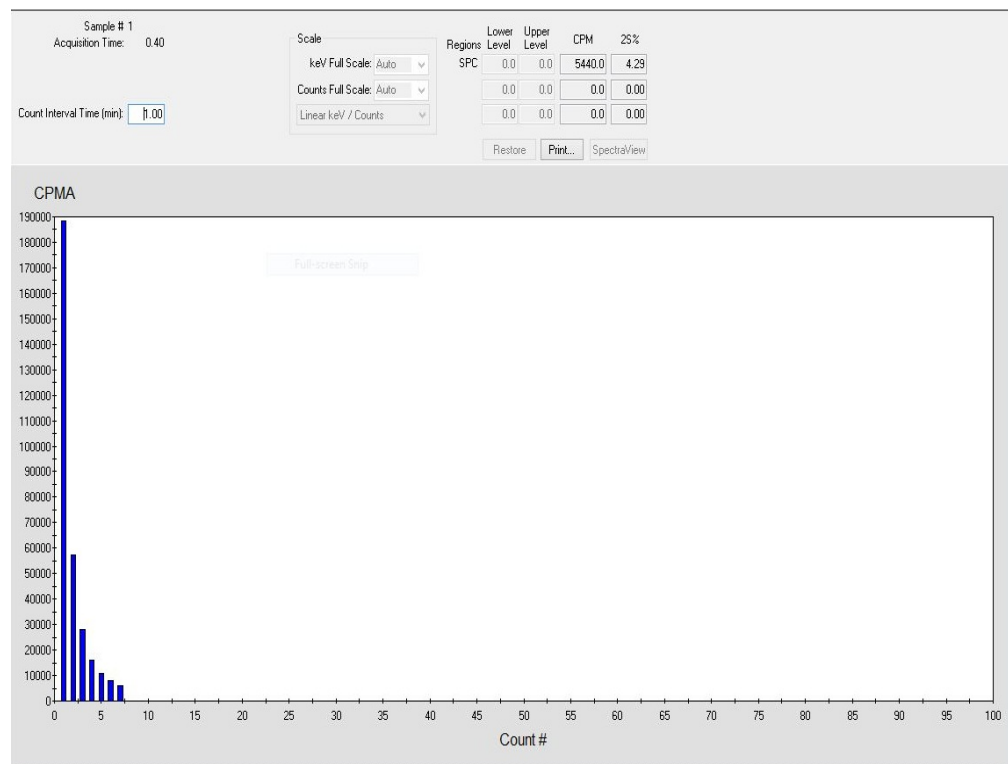 Sample # 1
Acquisition Time: 0.40
Count Interval Time (min): 1.00
Scale
keV Full Scale: Auto
Counts Full Scale: Auto
Linear keV / Counts
Regions Lower Level Upper Level CPM 2S%
SPC 0.0 0.0 5440.0 4.29
0.0 0.0 0.0 0.00
0.0 0.0 0.0 0.00
Restore Print... SpectraView
CPMA
190000
180000
170000
160000
150000
140000
130000
120000
110000
100000
90000
80000
70000
60000
50000
40000
30000
20000
10000
0
Full-screen Snip
0 5 10 15 20 25 30 35 40 45 50 55 60 65 70 75 80 85 90 95 100
Count #